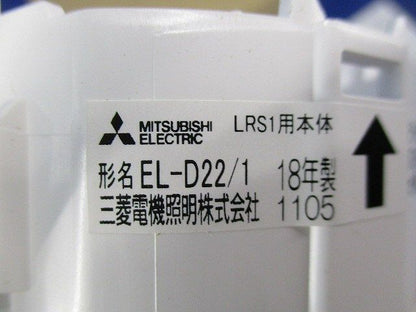 MITSUBISHI ELECTRIC LRS1用本体
形名 EL-D22/1 18年製
三菱電機照明株式会社 1105